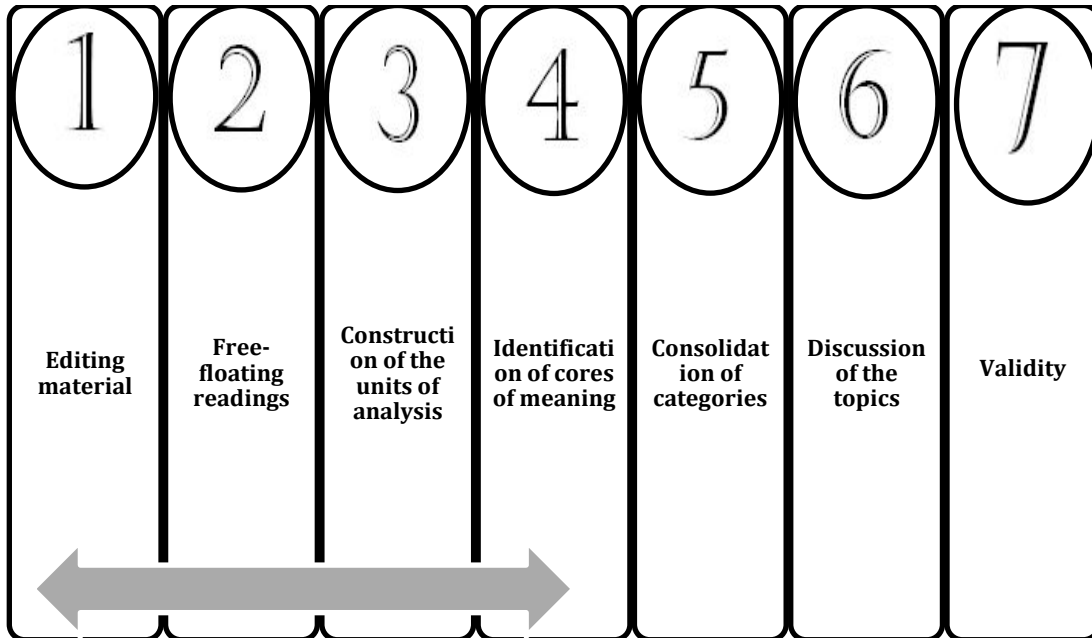 1
2
3
4
5
6
7
Editing
material
Free-
floating
readings
Constructi
on of the
units of
analysis
Identificati
on of cores
of meaning
Consolidat
ion of
categories
Discussion
of the
topics
Validity